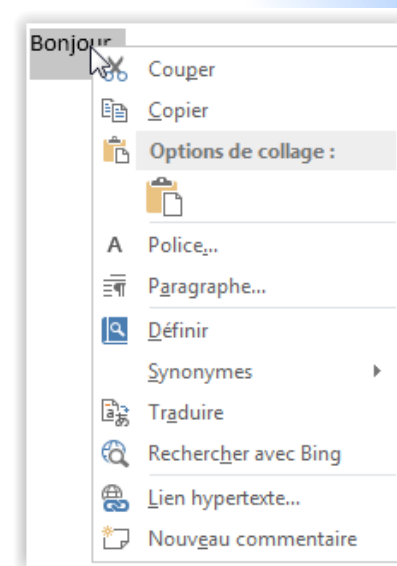 Bonjour
Couper
Copier
Options de collage :
A Police...
Paragraphe...
Définir
Synonymes
Traduire
Rechercher avec Bing
Lien hypertexte...
Nouveau commentaire